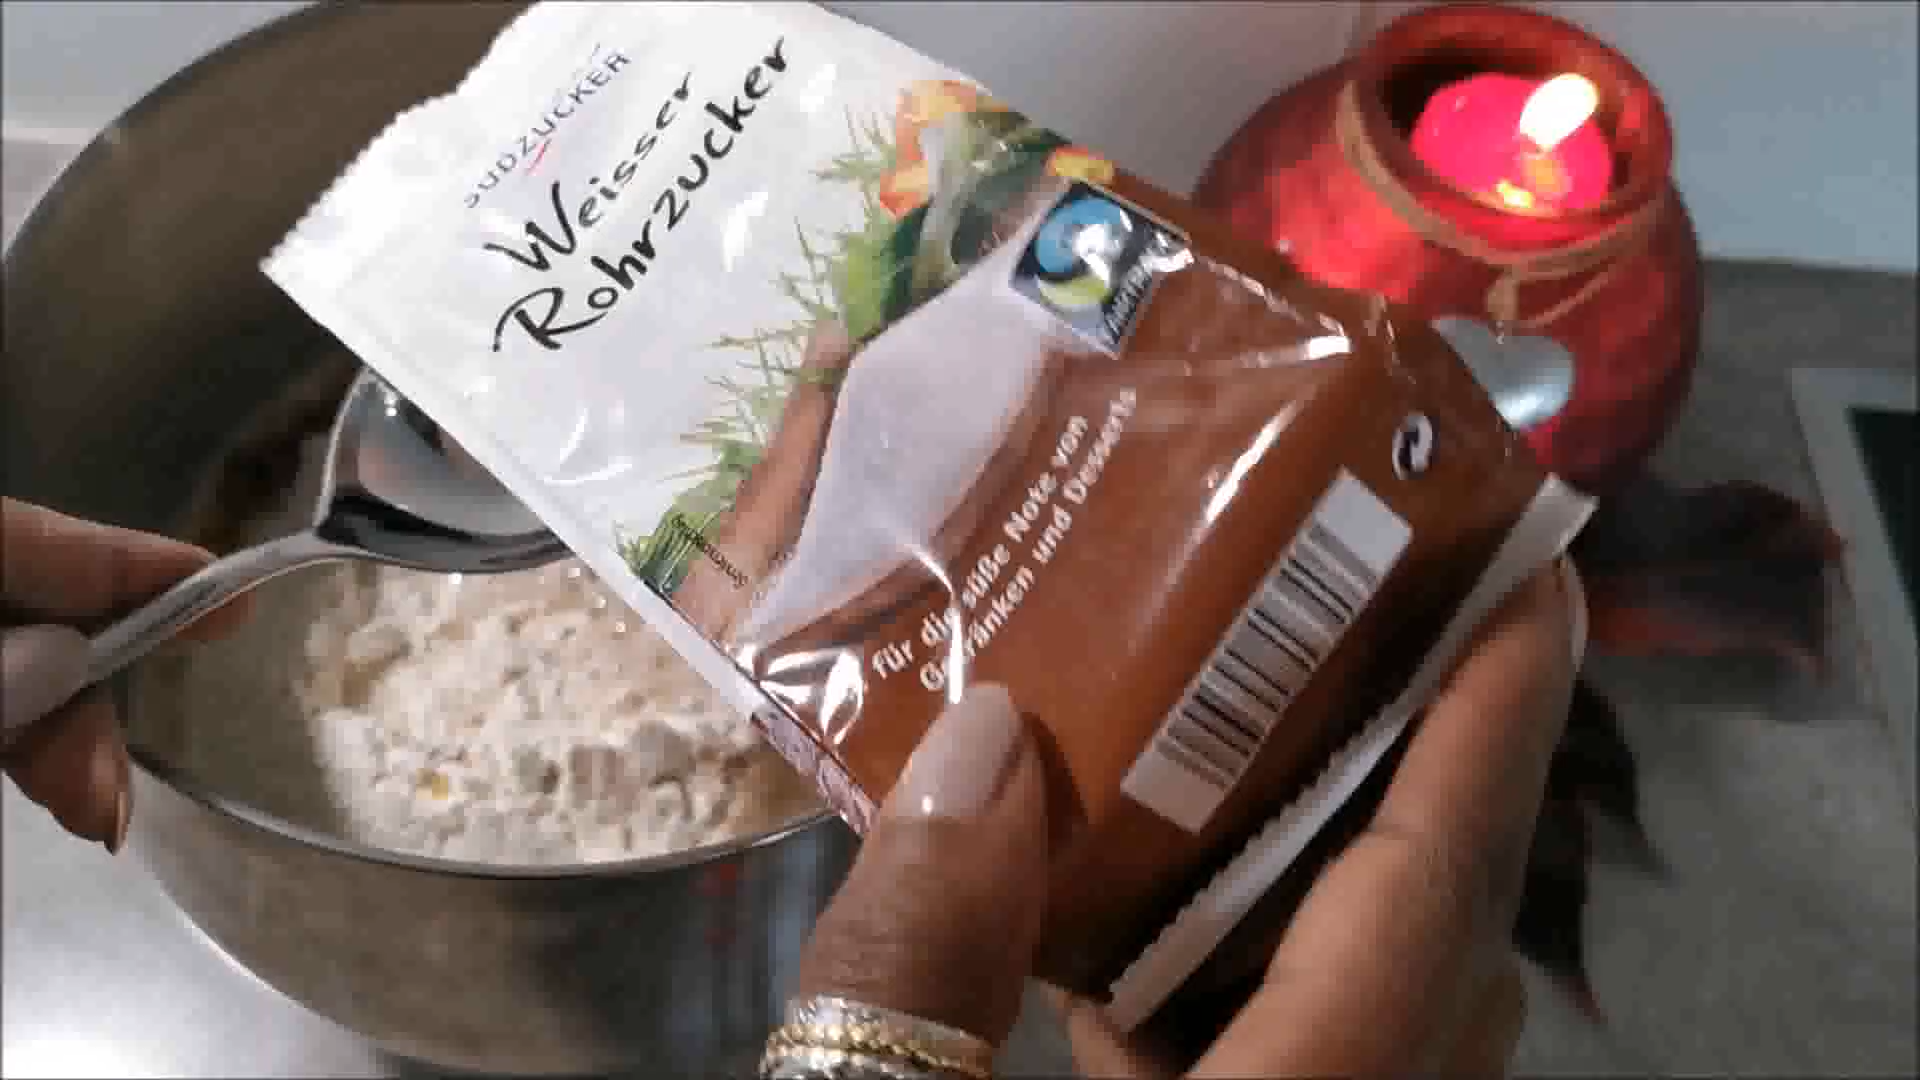 SÜDZUCKER
Weisser
Rohrzucker
für die süße Note von
Getränken und Desserts